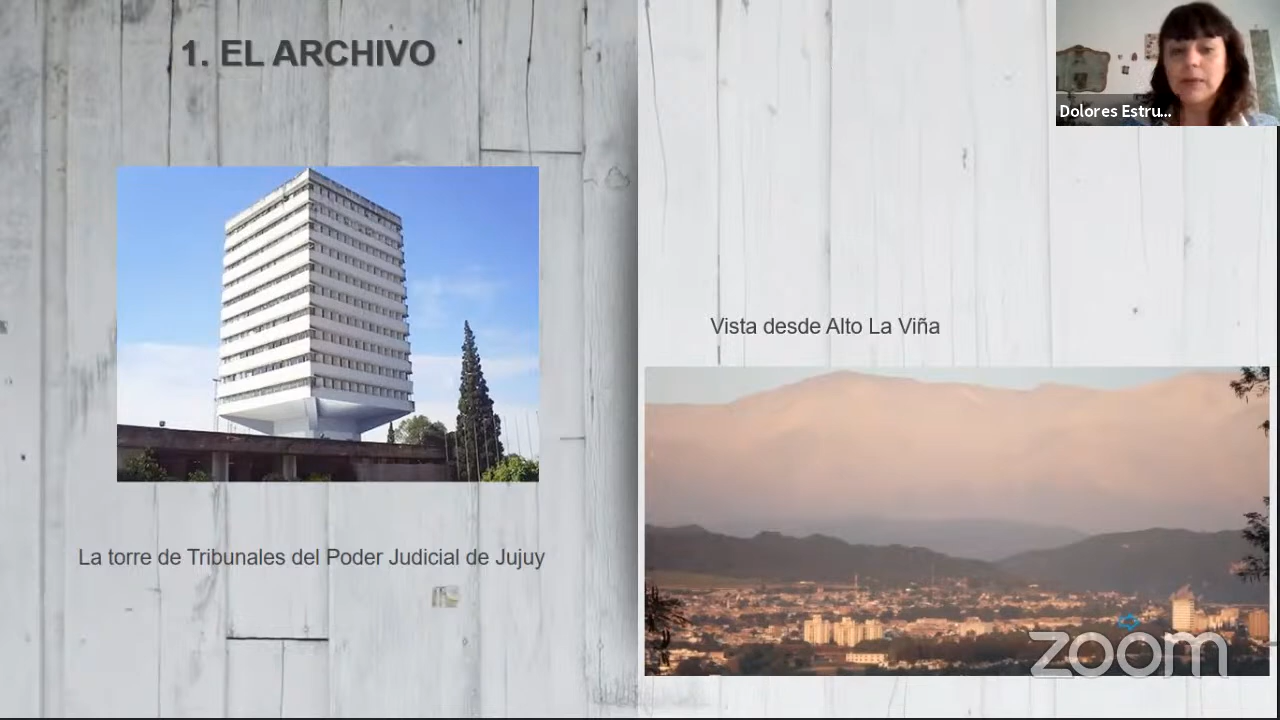 1. EL ARCHIVO
Dolores Estru...
Vista desde Alto La Viña
La torre de Tribunales del Poder Judicial de Jujuy
zoom